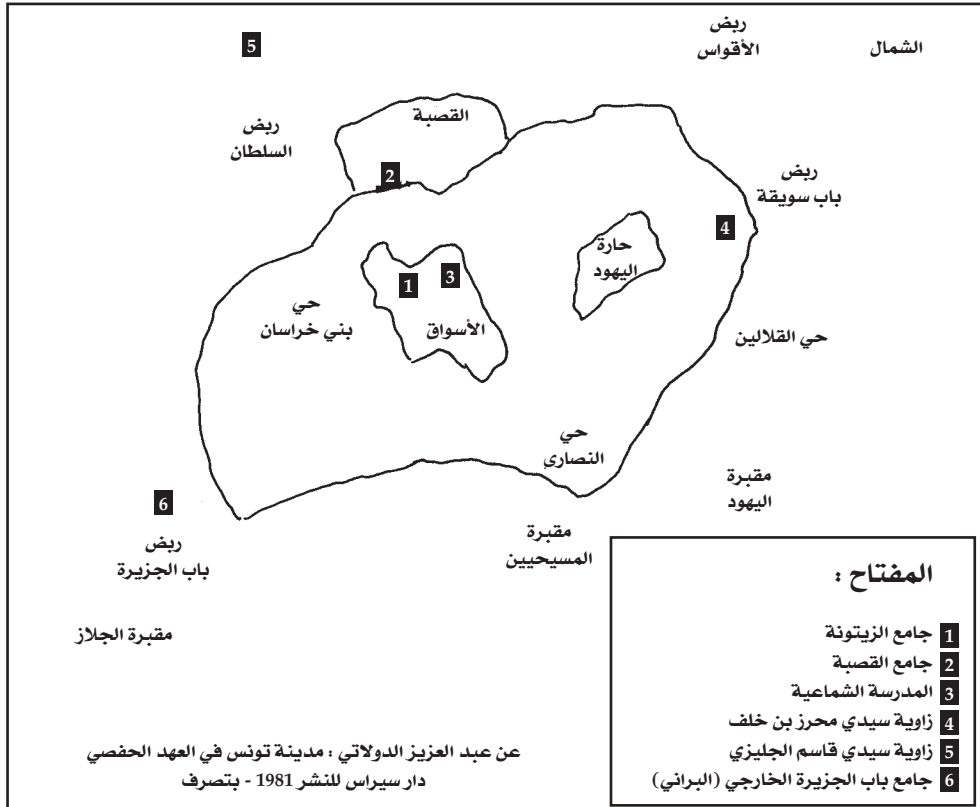 ربض
الأقواس
الشمال
5
القصبة
ربض
السلطان
2
ربض
باب سويقة
4
حارة
اليهود
3
1
حي
بني خراسان
الأسواق
حي القلالين
حي
النصارى
مقبرة
اليهود
6
ربض
باب الجزيرة
مقبرة
المسيحيين
مقبرة الجلاز
المفتاح :
1 جامع الزيتونة
2 جامع القصبة
3 المدرسة الشماعية
4 زاوية سيدي محرز بن خلف
5 زاوية سيدي قاسم الجليزي
6 جامع باب الجزيرة الخارجي (البراني)
عن عبد العزيز الدولاتي : مدينة تونس في العهد الحفصي
دار سيراس للنشر 1981 - بتصرف